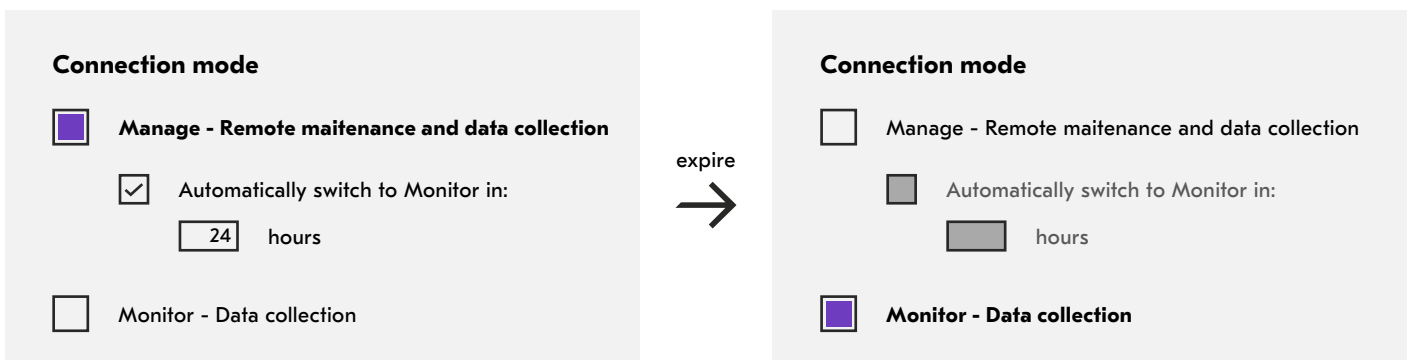 Connection mode
Manage - Remote maitenance and data collection
Automatically switch to Monitor in:
24 hours
Monitor - Data collection
expire
Connection mode
Manage - Remote maitenance and data collection
Automatically switch to Monitor in:
hours
Monitor - Data collection